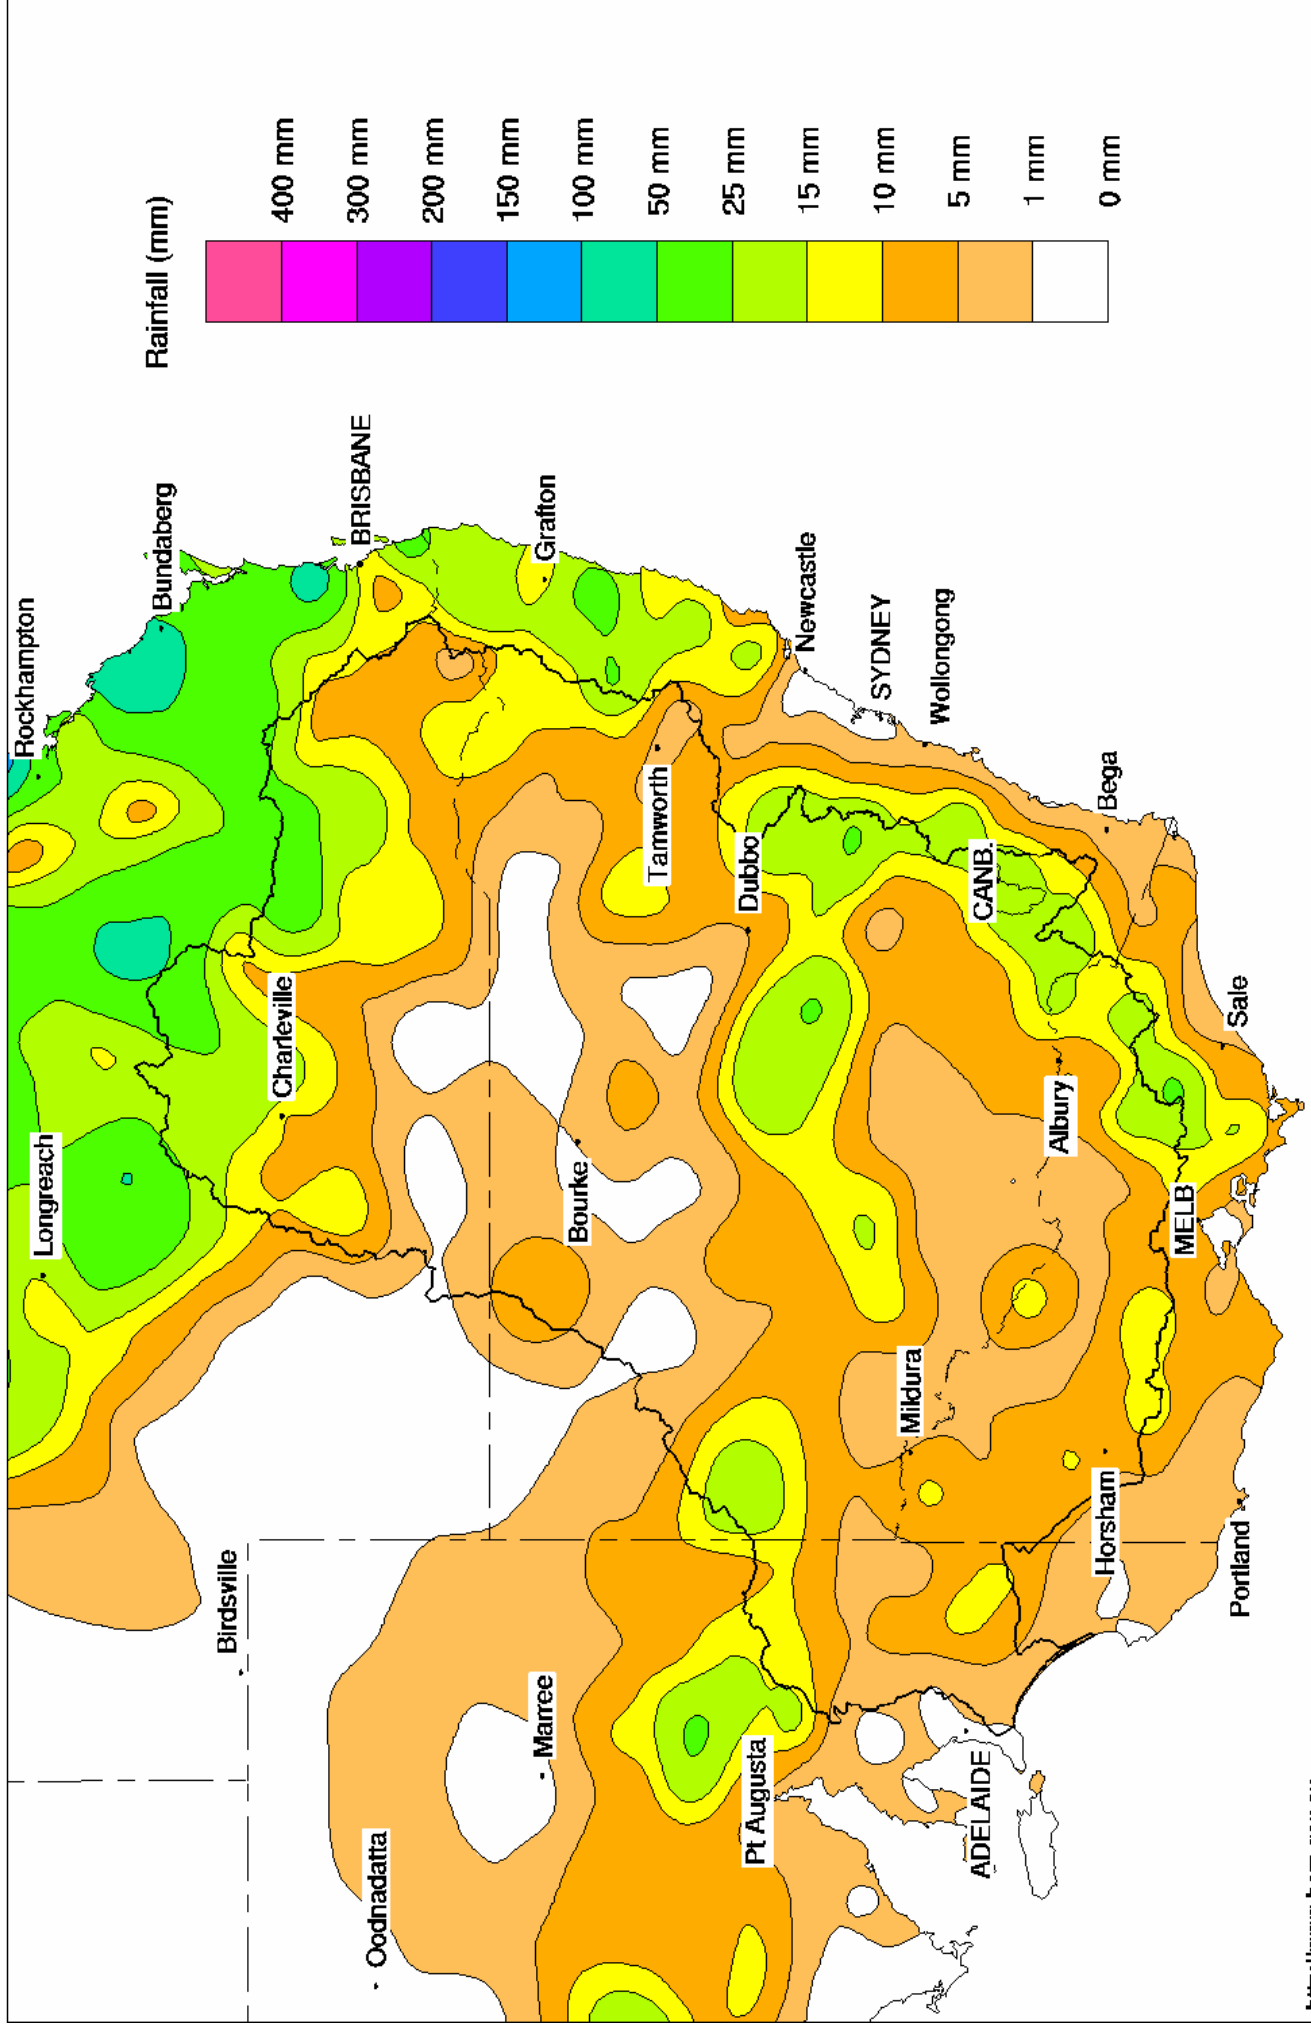 Rainfall (mm)
400 mm
300 mm
200 mm
150 mm
100 mm
50 mm
25 mm
15 mm
10 mm
5 mm
1 mm
0 mm
Rockhampton
Bundaberg
BRISBANE
Grafton
Newcastle
SYDNEY
Wollongong
Bega
Sale
Longreach
Charleville
Tamworth
Dubbo
CANB.
Bourke
Albury
MELB
Mildura
Horsham
Portland
Birdsville
Marree
Oodnadatta
Pt Augusta
ADELAIDE